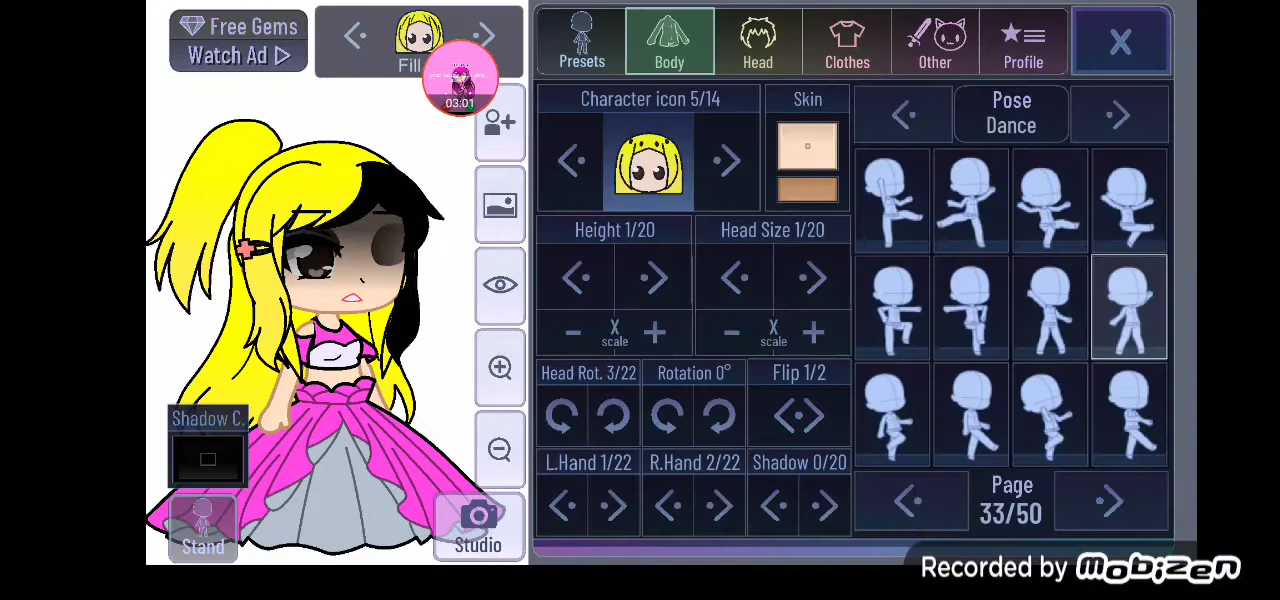 Free Gems
Watch Ad
Fill
03:01
Presets
Body
Head
Clothes
Other
Profile
X
Character icon 5/14
Skin
Pose
Dance
Height 1/20
Head Size 1/20
X
scale
X
scale
Head Rot. 3/22
Rotation 0°
Flip 1/2
L.Hand 1/22
R.Hand 2/22
Shadow 0/20
Shadow C.
Stand
Studio
Page
33/50
Recorded by Mobizen